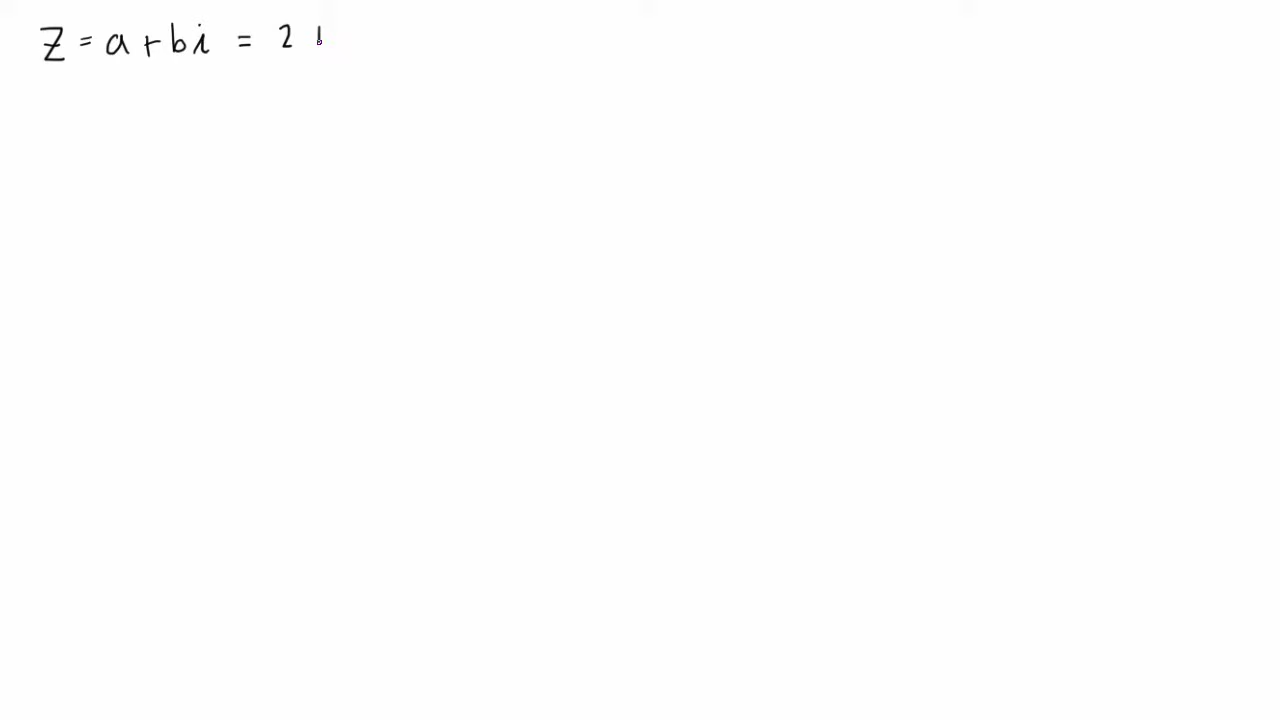 Z = a + bi = 2